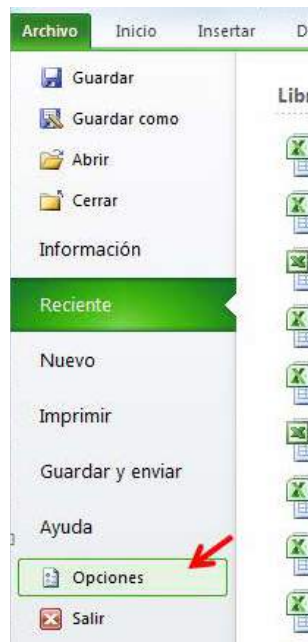 Archivo Inicio Insertar
Guardar
Guardar como
Abrir
Cerrar
Información
Reciente
Nuevo
Imprimir
Guardar y enviar
Ayuda
Opciones
Salir